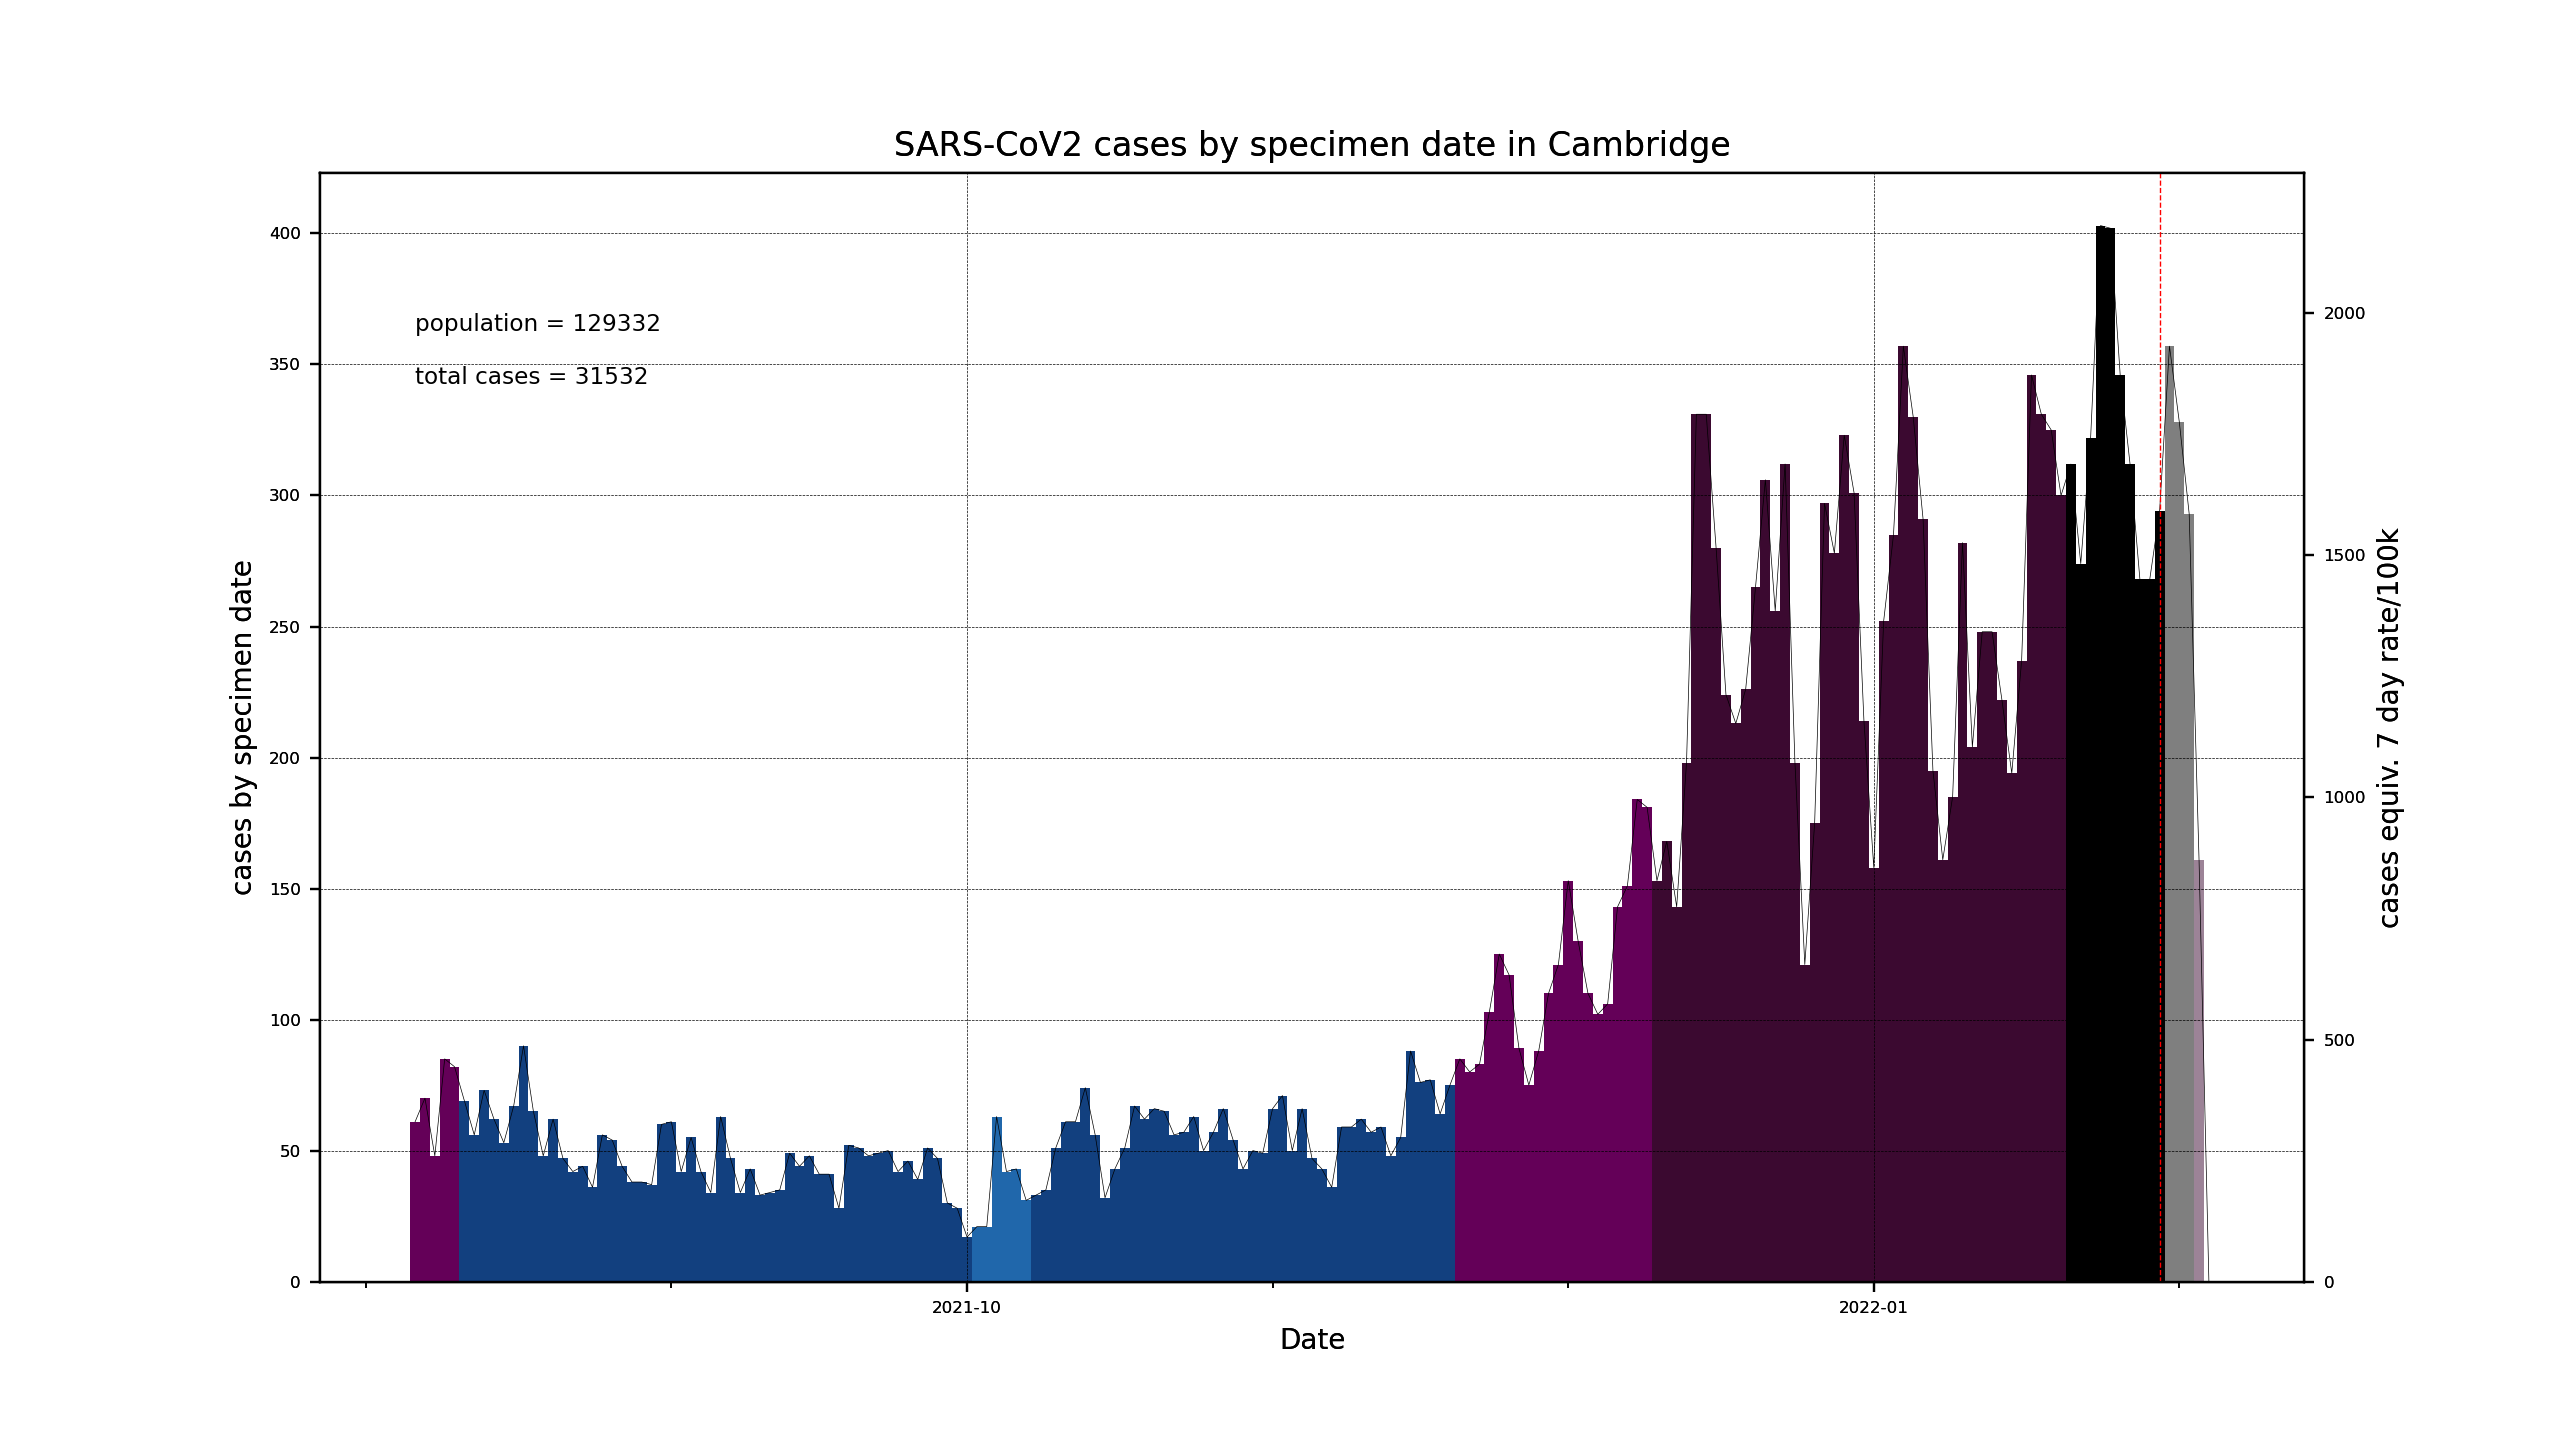 SARS-CoV2 cases by specimen date in Cambridge
population = 129332
total cases = 31532
cases by specimen date
400
350
300
250
200
150
100
50
0
2000
1500
1000
500
0
cases equiv. 7 day rate/100k
2021-10
2022-01
Date